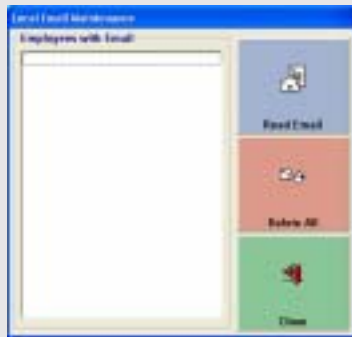 Local Email Maintenance
Employees with Email
Read Email
Delete All
Close